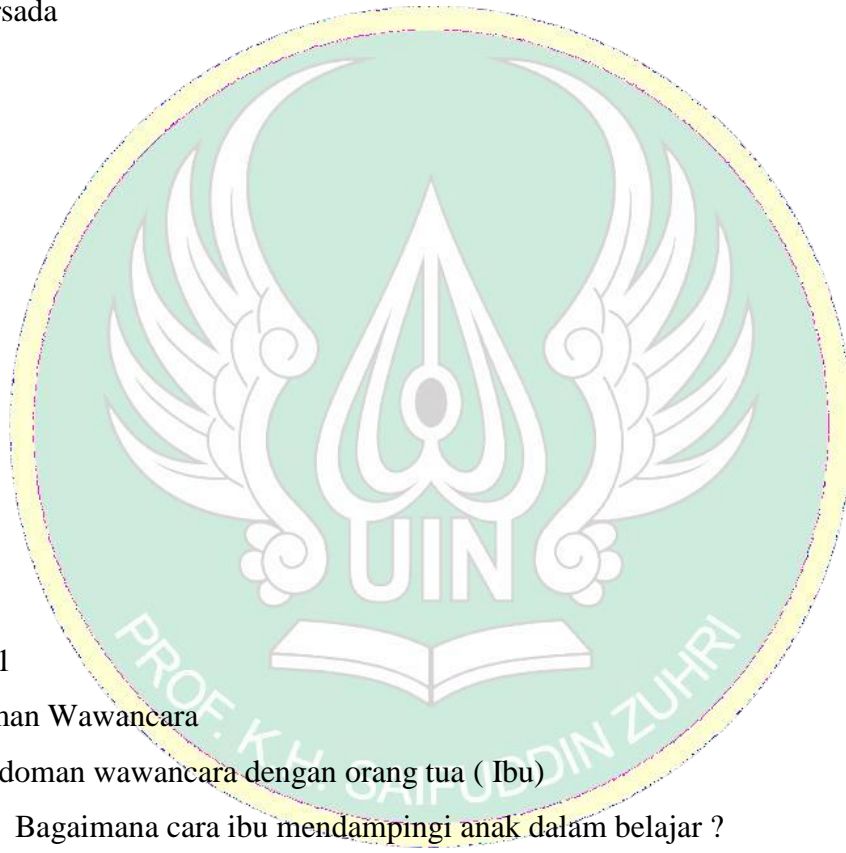 rsada
UIN
PROF. K.H. SAIFUDDIN ZUHRI
1
nan Wawancara
doman wawancara dengan orang tua ( Ibu)
Bagaimana cara ibu mendampingi anak dalam belajar ?